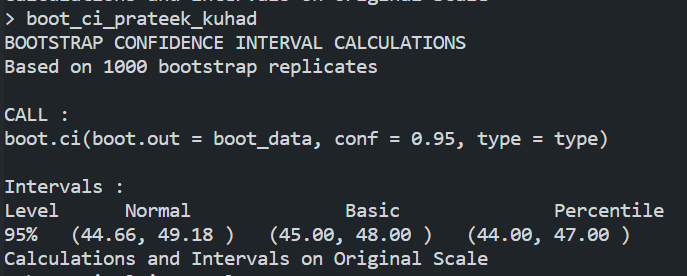 > boot_ci_prateek_kuhad
BOOTSTRAP CONFIDENCE INTERVAL CALCULATIONS
Based on 1000 bootstrap replicates

CALL :
boot.ci(boot.out = boot_data, conf = 0.95, type = type)

Intervals :
Level      Normal              Basic              Percentile
95%   (44.66, 49.18 )   (45.00, 48.00 )   (44.00, 47.00 )
Calculations and Intervals on Original Scale